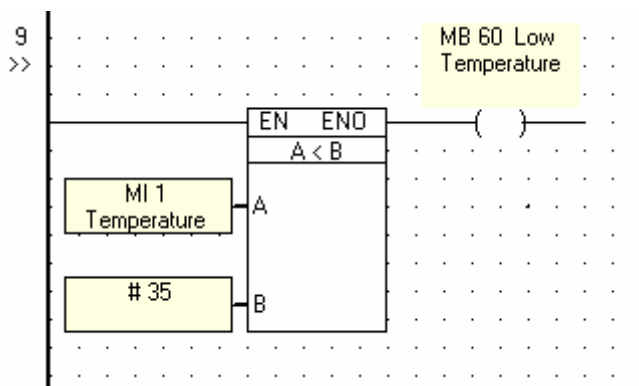 9
>>
MB 60 Low
Temperature
EN ENO
A < B
MI 1
Temperature
A
# 35
B